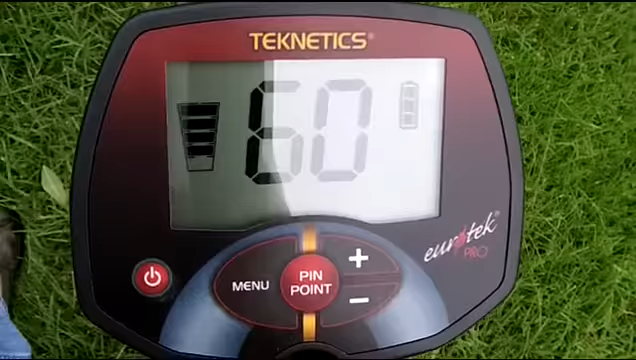 TEKNETICS®
60
eurotek®
PRO
MENU
PIN
POINT
+
−